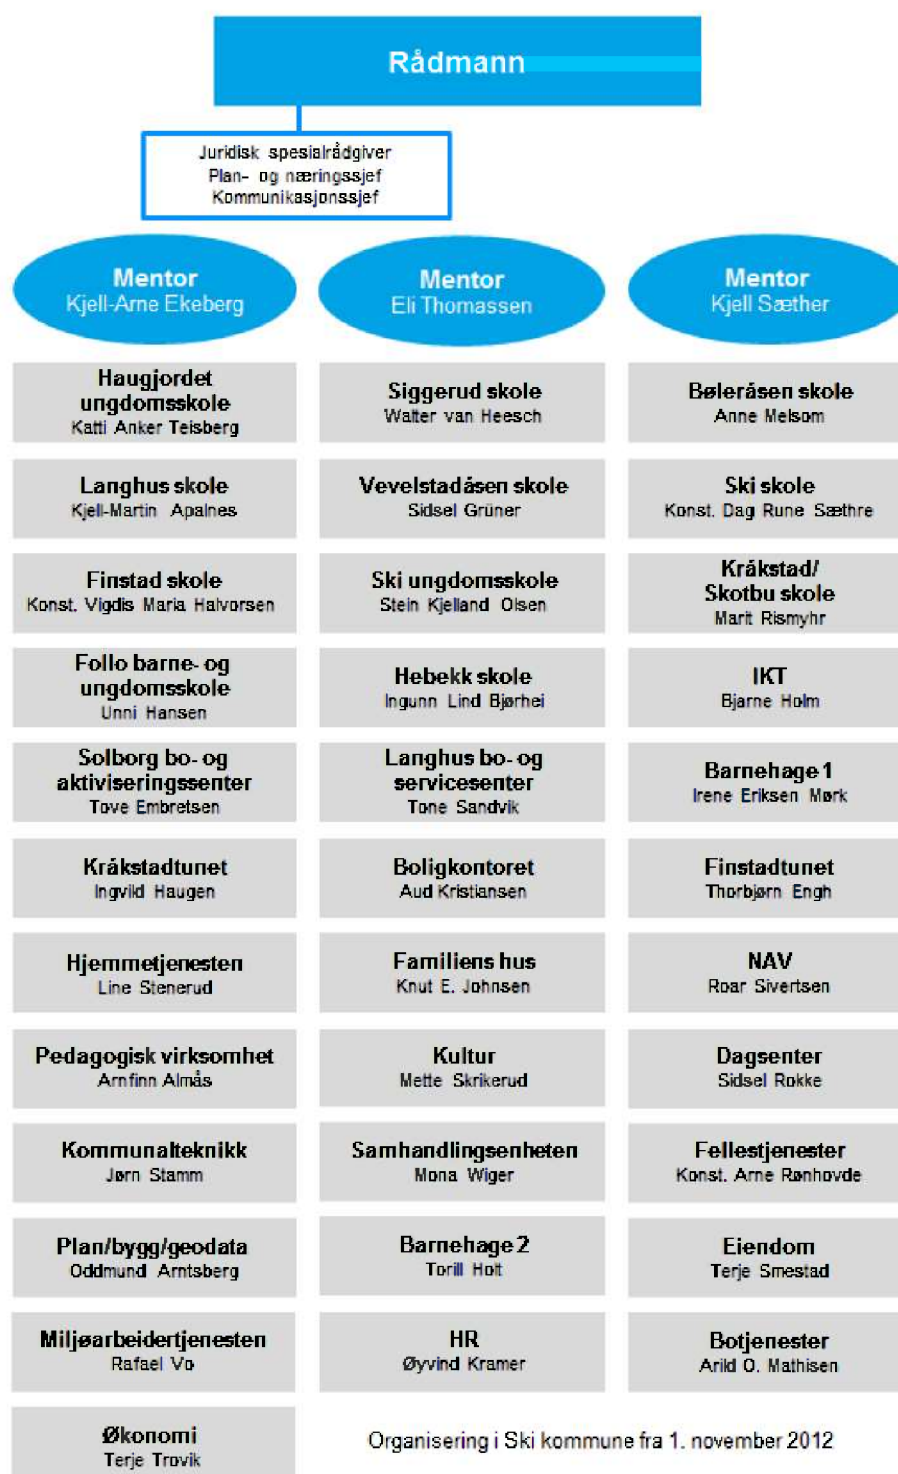 Rådmann
Juridisk spesialrådgiver
Plan- og næringssjef
Kommunikasjonssjef
Mentor
Kjell-Arne Ekeberg
Haugjordet
ungdomsskole
Katti Anker Teisberg
Langhus skole
Kjell-Martin Apalnes
Finstad skole
Konst. Vigdis Maria Halvorsen
Follo barne- og
ungdomsskole
Unni Hansen
Solborg bo- og
aktiviseringssenter
Tove Embretsen
Kråkstadtunet
Ingvild Haugen
Hjemmetjenesten
Line Stenerud
Pedagogisk virksomhet
Arnfinn Almås
Kommunalteknikk
Jørn Stamm
Plan/bygg/geodata
Oddmund Arntsberg
Miljøarbeidertjenesten
Rafael Vo
Økonomi
Terje Trovik
Mentor
Eli Thomassen
Siggerud skole
Walter van Heesch
Vevelstadåsen skole
Sidsel Grüner
Ski ungdomsskole
Stein Kjelland Olsen
Hebekk skole
Ingunn Lind Bjørhei
Langhus bo- og
servicesenter
Tone Sandvik
Boligkontoret
Aud Kristiansen
Familiens hus
Knut E. Johnsen
Kultur
Mette Skrikerud
Samhandlingsenheten
Mona Wiger
Barnehage 2
Torill Holt
HR
Øyvind Kramer
Mentor
Kjell Sæther
Bøleråsen skole
Anne Melsom
Ski skole
Konst. Dag Rune Sæthre
Kråkstad/
Skotbu skole
Marit Rismyhr
IKT
Bjarne Holm
Barnehage 1
Irene Eriksen Mørk
Finstadtunet
Thorbjørn Engh
NAV
Roar Sivertsen
Dagsenter
Sidsel Rokke
Fellestjenester
Konst. Arne Rønhovde
Eiendom
Terje Smestad
Botjenester
Arild O. Mathisen
Organisering i Ski kommune fra 1. november 2012